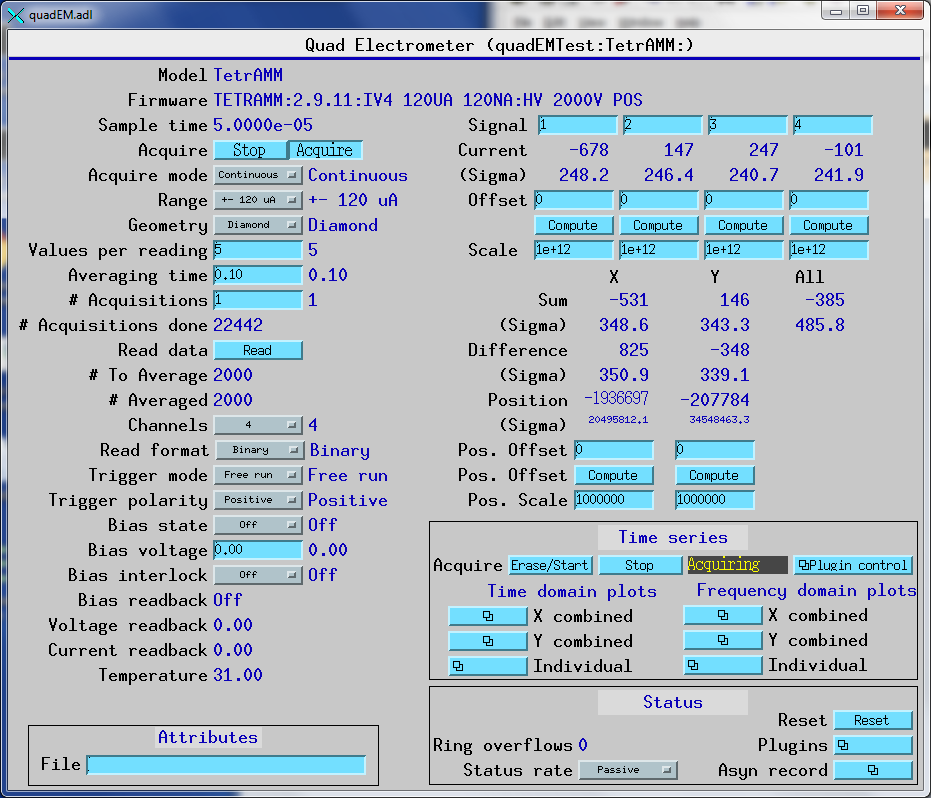 quadEM.adl
Quad Electrometer (quadEMTest:TetrAMM:)
Model TetrAMM
Firmware TETRAMM:2.9.11:IV4 120UA 120NA:HV 2000V POS
Sample time 5.0000e-05
Acquire Stop Acquire
Acquire mode Continuous Continuous
Range +- 120 uA +- 120 uA
Geometry Diamond Diamond
Values per reading 5 5
Averaging time 0.10 0.10
# Acquisitions 1 1
# Acquisitions done 22442
Read data Read
# To Average 2000
# Averaged 2000
Channels 4 4
Read format Binary Binary
Trigger mode Free run Free run
Trigger polarity Positive Positive
Bias state Off Off
Bias voltage 0.00 0.00
Bias interlock Off Off
Bias readback Off
Voltage readback 0.00
Current readback 0.00
Temperature 31.00
Attributes
File
Signal 1 2 3 4
Current -678 147 247 -101
(Sigma) 248.2 246.4 240.7 241.9
Offset 0 0 0 0
Compute Compute Compute Compute
Scale 1e+12 1e+12 1e+12 1e+12
X Y All
Sum -531 146 -385
(Sigma) 348.6 343.3 485.8
Difference 825 -348
(Sigma) 350.9 339.1
Position -1936697 -207784
(Sigma) 20495812.1 34548463.3
Pos. Offset 0 0
Pos. Offset Compute Compute
Pos. Scale 1000000 1000000
Time series
Acquire Erase/Start Stop Acquiring Plugin control
Time domain plots Frequency domain plots
X combined X combined
Y combined Y combined
Individual Individual
Status
Reset Reset
Ring overflows 0 Plugins
Status rate Passive Asyn record